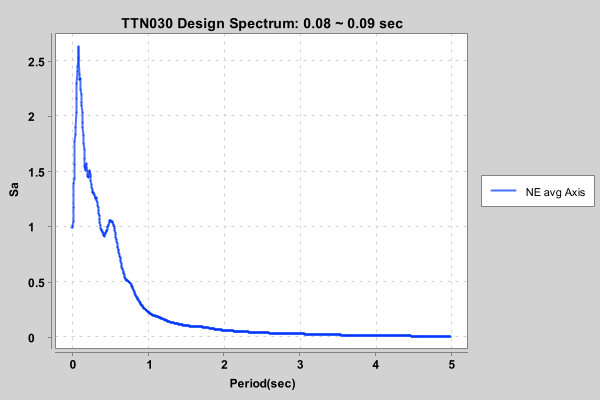 TTN030 Design Spectrum: 0.08 ~ 0.09 sec
2.5
2
1.5
1
0.5
0
Sa
NE avg Axis
0 1 2 3 4 5
Period(sec)